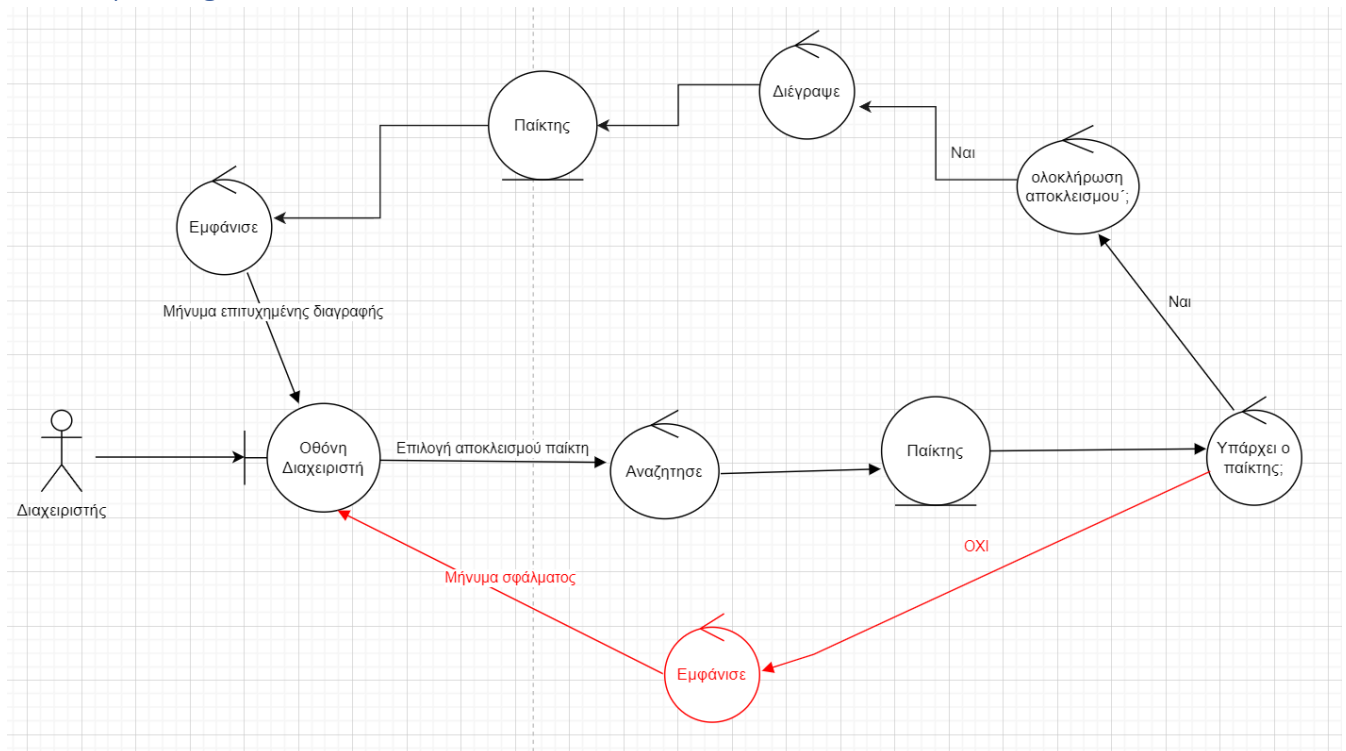 Διέγραψε
Παίκτης
Ναι
ολοκλήρωση
αποκλεισμου´;
Εμφάνισε
Μήνυμα επιτυχημένης διαγραφής
Ναι
Οθόνη
Διαχειριστή
Επιλογή αποκλεισμού παίκτη
Αναζητησε
Παίκτης
Υπάρχει ο
παίκτης;
Διαχειριστής
ΟΧΙ
Μήνυμα σφάλματος
Εμφάνισε